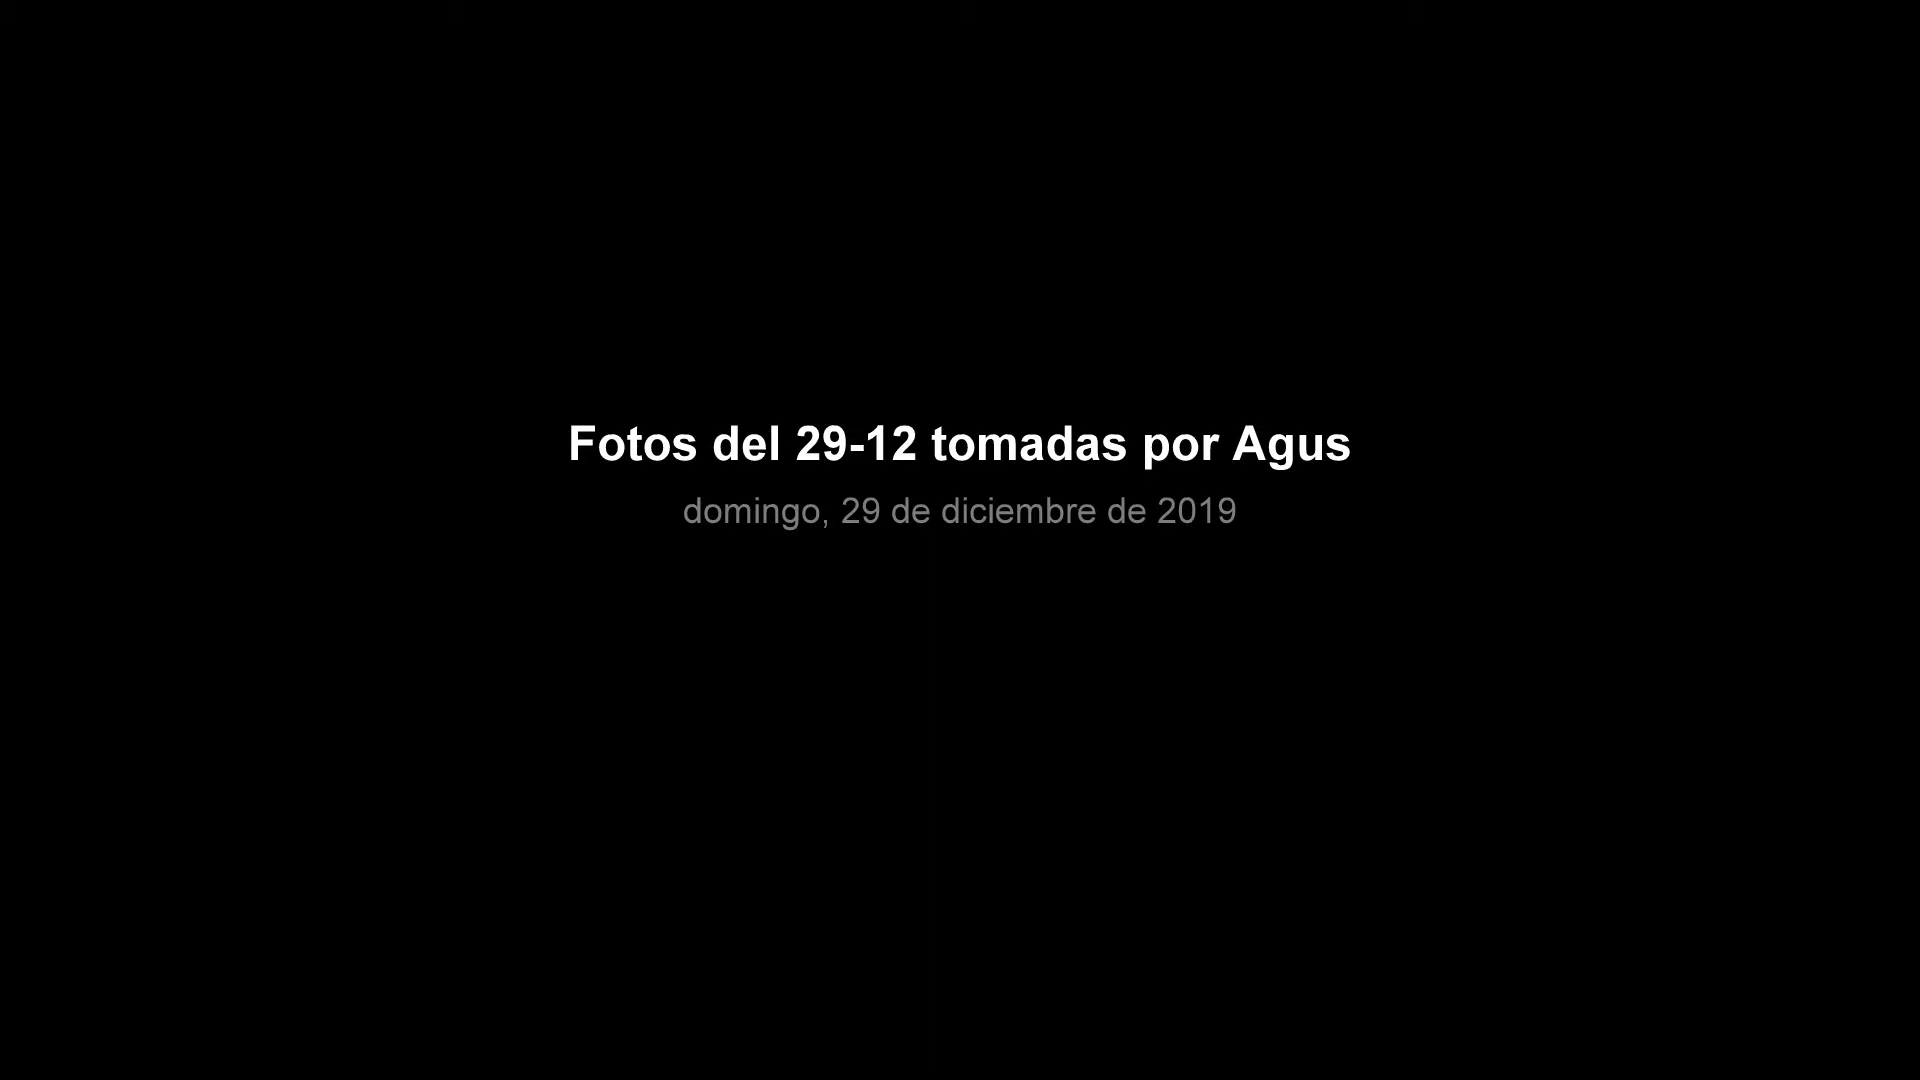 Fotos del 29-12 tomadas por Agus
domingo, 29 de diciembre de 2019